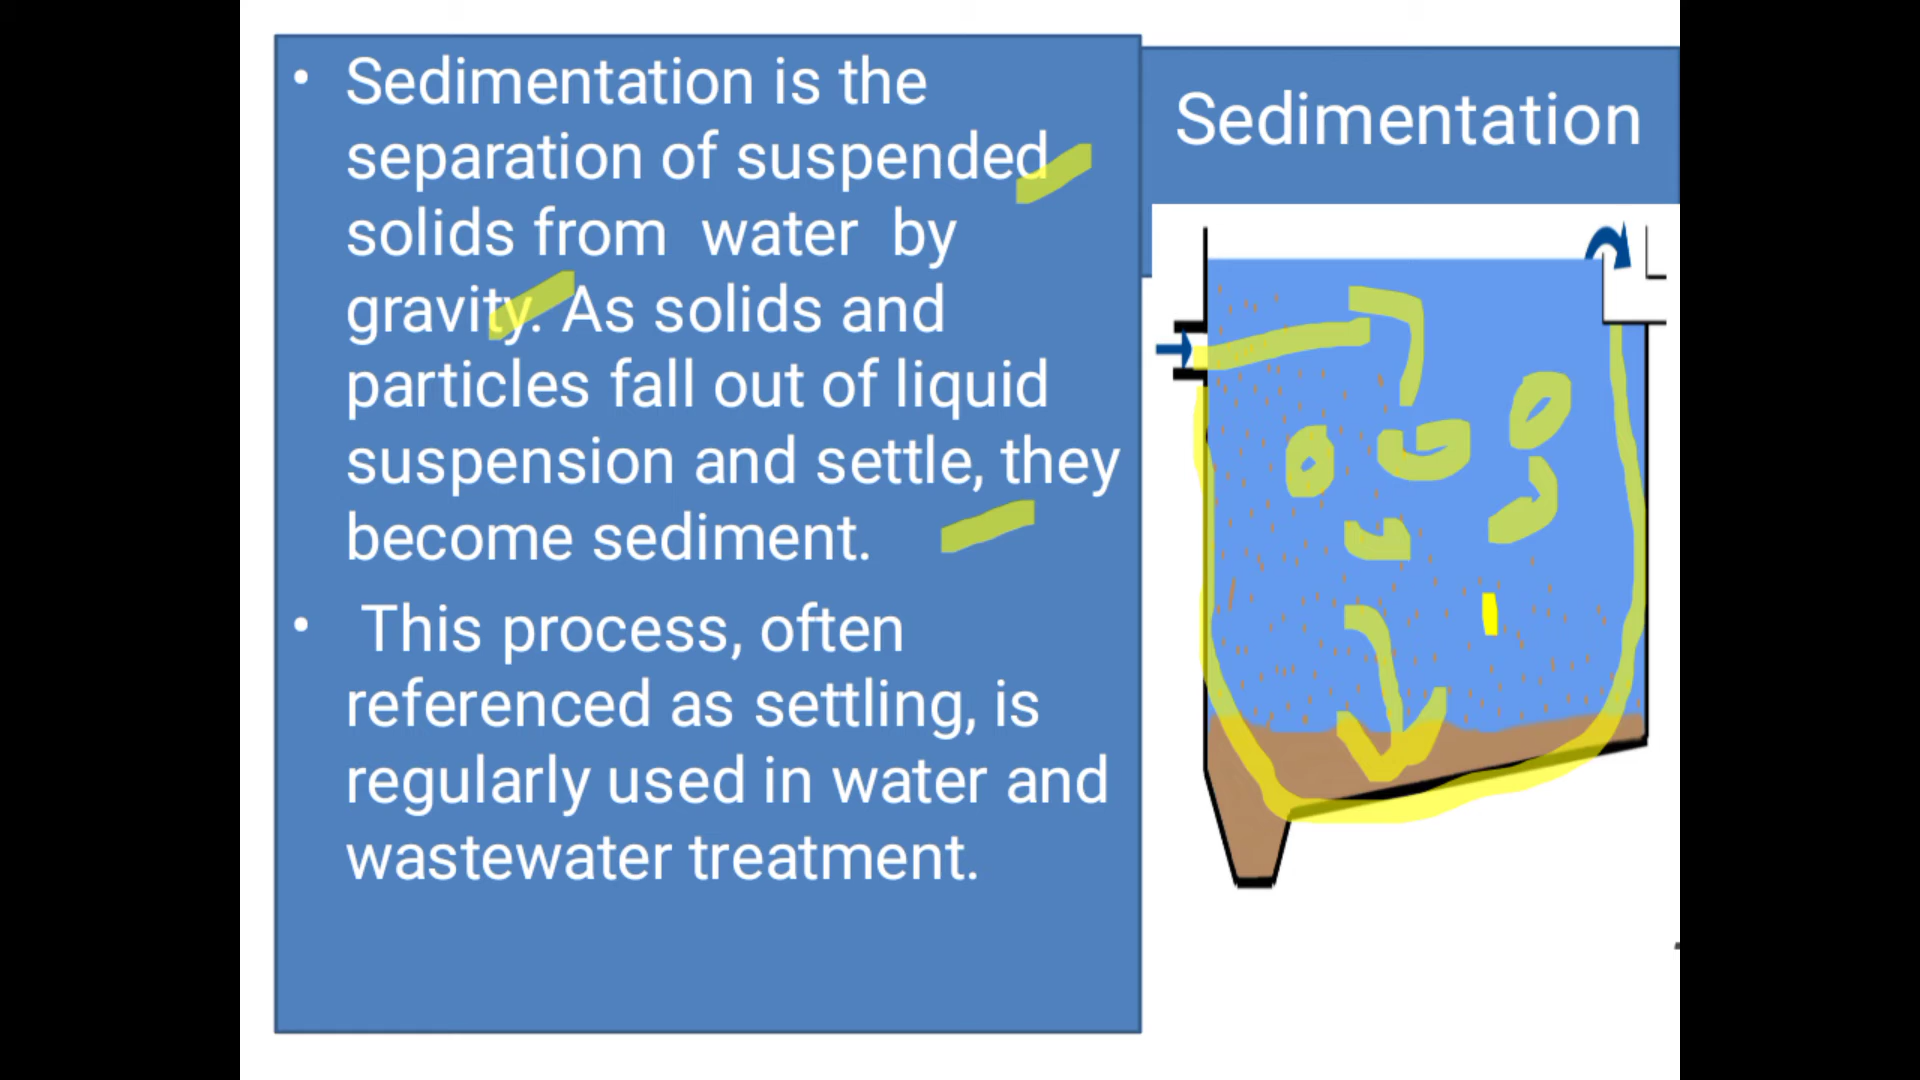 • Sedimentation is the
separation of suspended
solids from water by
gravity. As solids and
particles fall out of liquid
suspension and settle, they
become sediment.
• This process, often
referenced as settling, is
regularly used in water and
wastewater treatment.
Sedimentation